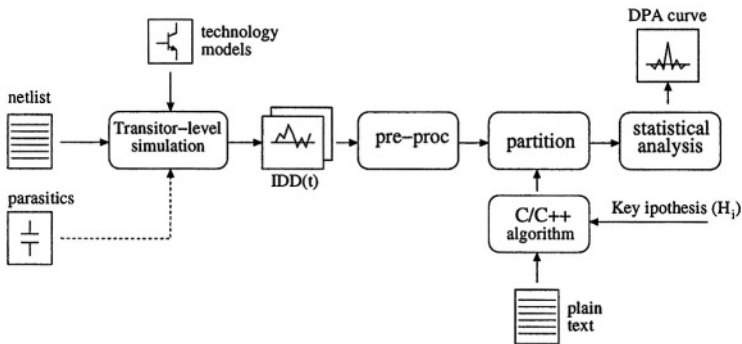 DPA curve
technology
models
netlist
Transitor-level
simulation
IDD(t)
pre-proc
partition
statistical
analysis
parasitics
C/C++
algorithm
Key ipothesis (Hi)
plain
text